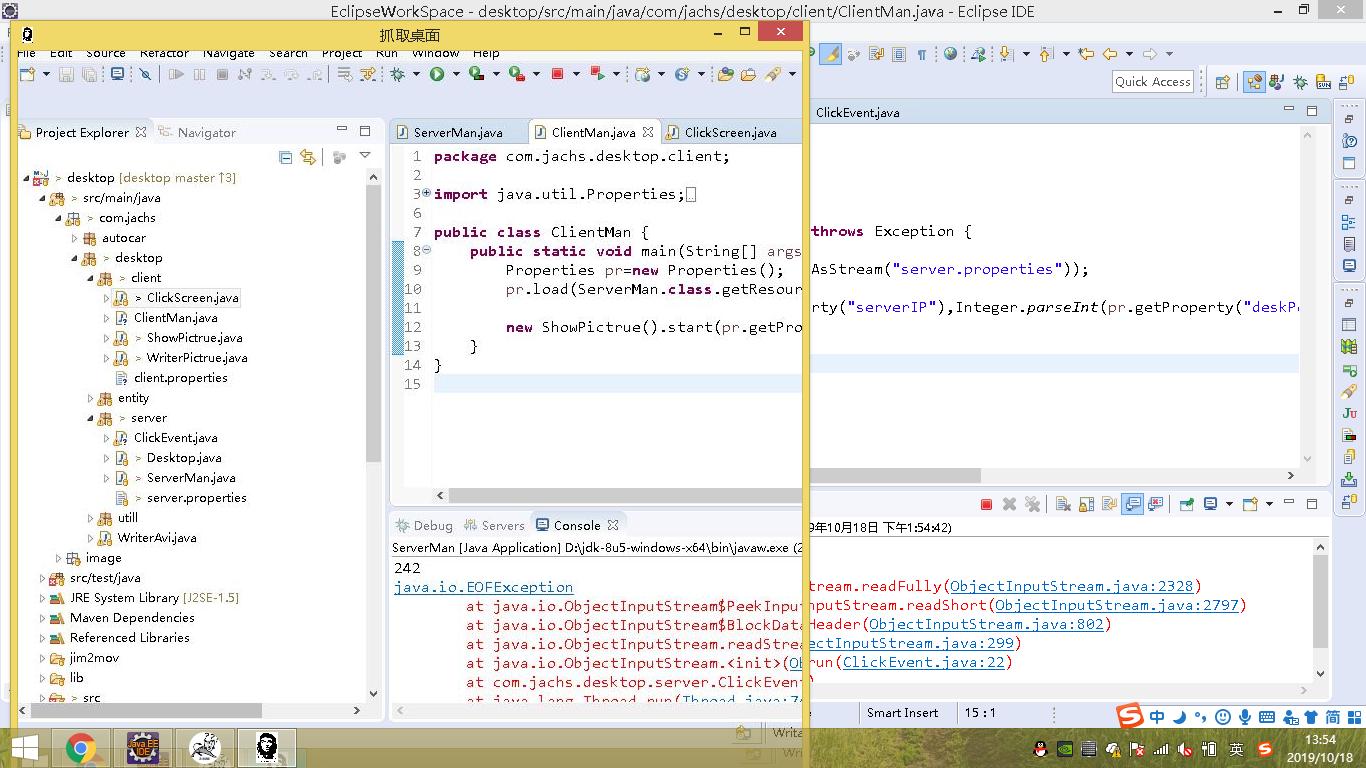 EclipseWorkSpace - desktop/src/main/java/com/jachs/desktop/client/ClientMan.java - Eclipse IDE
抓取桌面
File Edit Source Refactor Navigate Search Project Run Window Help
Quick Access
Project Explorer
Navigator
ServerMan.java
ClientMan.java
ClickScreen.java
ClickEvent.java
> desktop [desktop master ↑3]
> src/main/java
> com.jachs
autocar
> desktop
> client
> ClickScreen.java
ClientMan.java
> ShowPictrue.java
> WriterPictrue.java
client.properties
entity
> server
ClickEvent.java
> Desktop.java
> ServerMan.java
> server.properties
utill
WriterAvi.java
image
src/test/java
JRE System Library [J2SE-1.5]
Maven Dependencies
Referenced Libraries
jim2mov
lib
> src
1 package com.jachs.desktop.client;
2
3 import java.util.Properties;
6
7 public class ClientMan {
8 public static void main(String[] args throws Exception {
9 Properties pr=new Properties();
10 pr.load(ServerMan.class.getResourAsStream("server.properties"));
11
12 new ShowPictrue().start(pr.getProrty("serverIP"),Integer.parseInt(pr.getProperty("deskP
13 }
14 }
15
Debug
Servers
Console
ServerMan [Java Application] D:\jdk-8u5-windows-x64\bin\javaw.exe (2 9年10月18日 下午1:54:42)
242
java.io.EOFException
at java.io.ObjectInputStream$PeekInput tream.readFully(ObjectInputStream.java:2328)
at java.io.ObjectInputStream$BlockData nputStream.readShort(ObjectInputStream.java:2797)
at java.io.ObjectInputStream.readStrea Header(ObjectInputStream.java:802)
at java.io.ObjectInputStream.<init>(Ob jectInputStream.java:299)
at com.jachs.desktop.server.ClickEvent run(ClickEvent.java:22)
at java.lang.Thread.run(Thread.java:74
Writa
Smart Insert
15 : 1
中
简
Java EE
IDE
英
13:54
2019/10/18